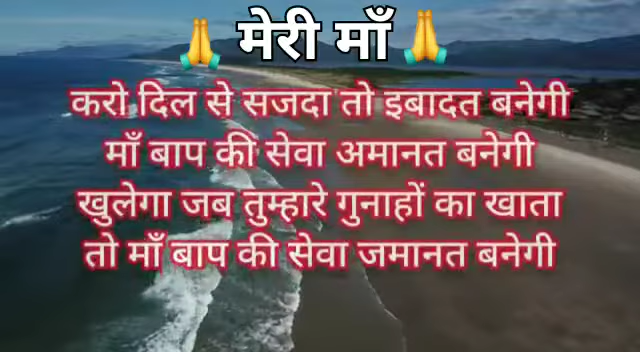 🙏 मेरी माँ 🙏
करो दिल से सजदा तो इबादत बनेगी
माँ बाप की सेवा अमानत बनेगी
खुलेगा जब तुम्हारे गुनाहों का खाता
तो माँ बाप की सेवा जमानत बनेगी